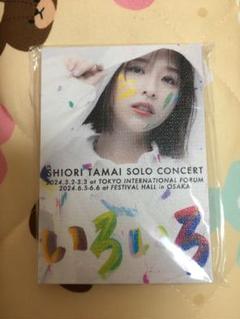 SHIORI TAMAI SOLO CONCERT
2024.3.2-3.3 at TOKYO INTERNATIONAL FORUM
2024.6.5-6.6 at FESTIVAL HALL in OSAKA
いろいろ